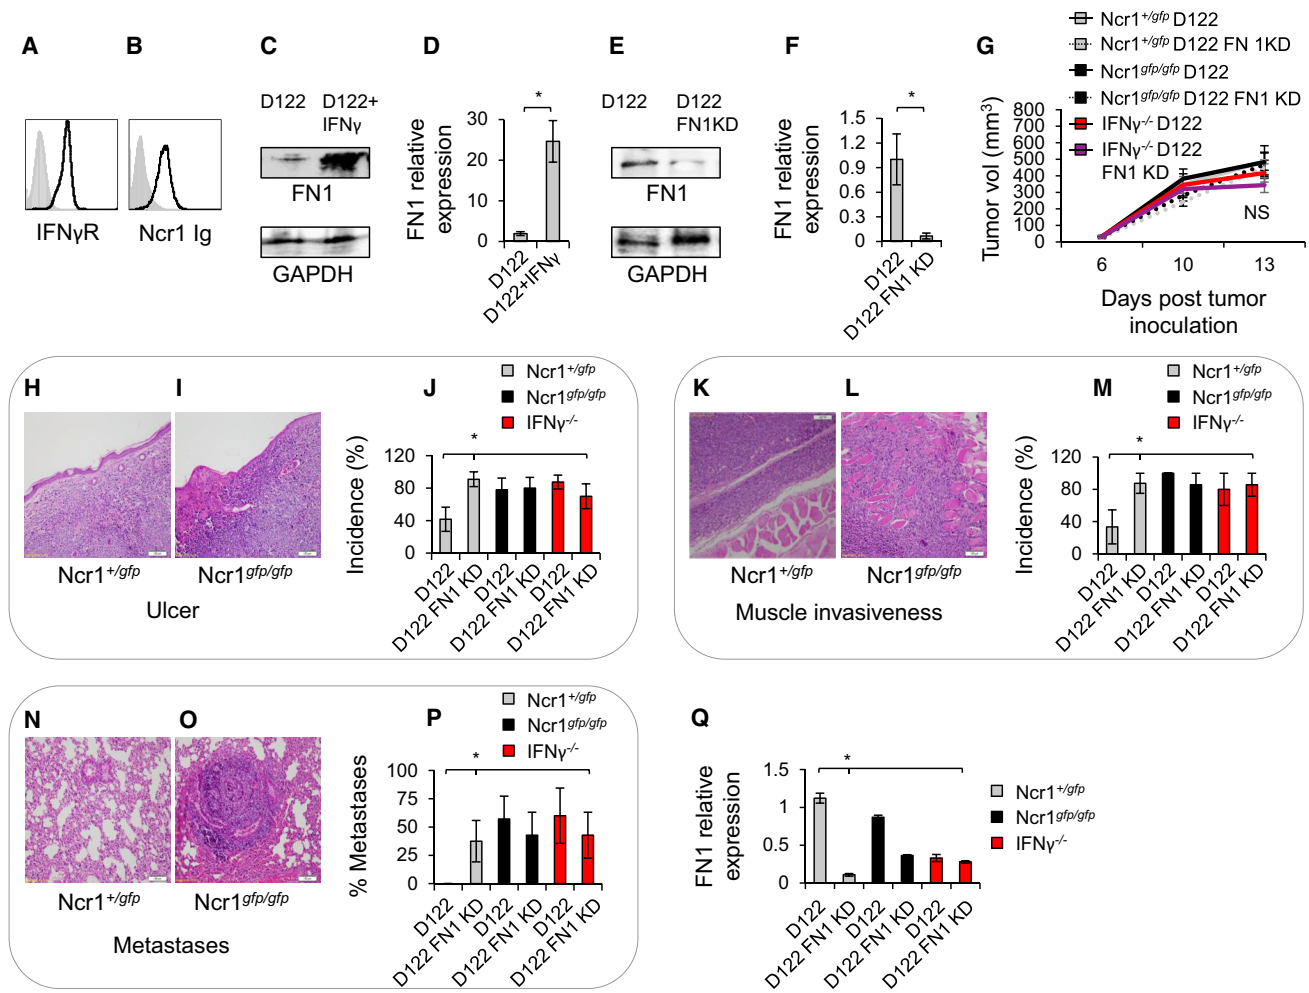 A
B
C
D
E
F
G
Ncr1+/gfp D122
Ncr1+/gfp D122 FN 1KD
Ncr1gfp/gfp D122
Ncr1gfp/gfp D122 FN1 KD
IFNγ-/- D122
IFNγ-/- D122
FN1 KD
IFNγR
Ncr1 Ig
D122
D122+
IFNγ
FN1
GAPDH
FN1 relative
expression
30
20
10
0
*
D122
D122+IFNγ
D122
D122
FN1KD
FN1
GAPDH
FN1 relative
expression
1.5
1.2
0.9
0.6
0.3
0
*
D122
D122 FN1 KD
Tumor vol (mm3)
800
700
600
500
400
300
200
100
0
NS
6
10
13
Days post tumor
inoculation
H
I
J
Ncr1+/gfp
Ncr1gfp/gfp
IFNγ-/-
Ncr1+/gfp
Ncr1gfp/gfp
Ulcer
Incidence (%)
120
80
40
0
*
D122
D122 FN1 KD
D122
D122 FN1 KD
D122
D122 FN1 KD
K
L
M
Ncr1+/gfp
Ncr1gfp/gfp
IFNγ-/-
Ncr1+/gfp
Ncr1gfp/gfp
Muscle invasiveness
Incidence (%)
120
80
40
0
*
D122
D122 FN1 KD
D122
D122 FN1 KD
D122
D122 FN1 KD
N
O
P
Ncr1+/gfp
Ncr1gfp/gfp
IFNγ-/-
Ncr1+/gfp
Ncr1gfp/gfp
Metastases
% Metastases
100
75
50
25
0
*
D122
D122 FN1 KD
D122
D122 FN1 KD
D122
D122 FN1 KD
Q
FN1 relative
expression
1.5
1
0.5
0
*
D122
D122 FN1 KD
D122
D122 FN1 KD
D122
D122 FN1 KD
Ncr1+/gfp
Ncr1gfp/gfp
IFNγ-/-